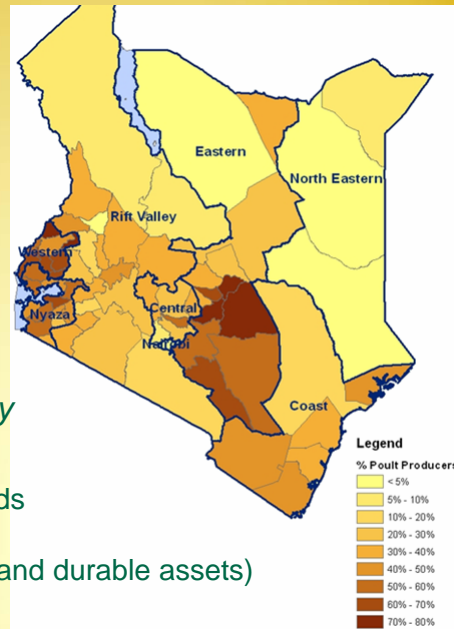 Eastern
North Eastern
Rift Valley
Western
Nyaza
Central
Nairobi
Coast
y
ds
and durable assets)
Legend
% Poult Producers
< 5%
5% - 10%
10% - 20%
20% - 30%
30% - 40%
40% - 50%
50% - 60%
60% - 70%
70% - 80%